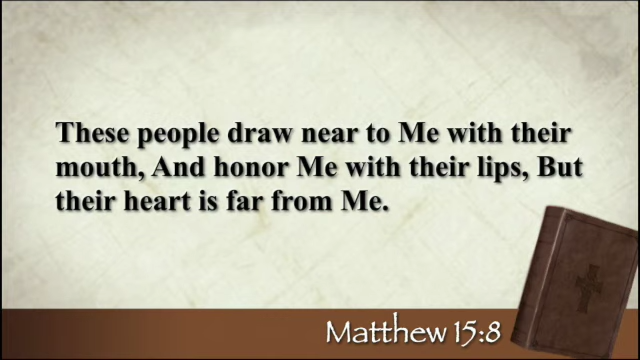 These people draw near to Me with their
mouth, And honor Me with their lips, But
their heart is far from Me.
Matthew 15:8